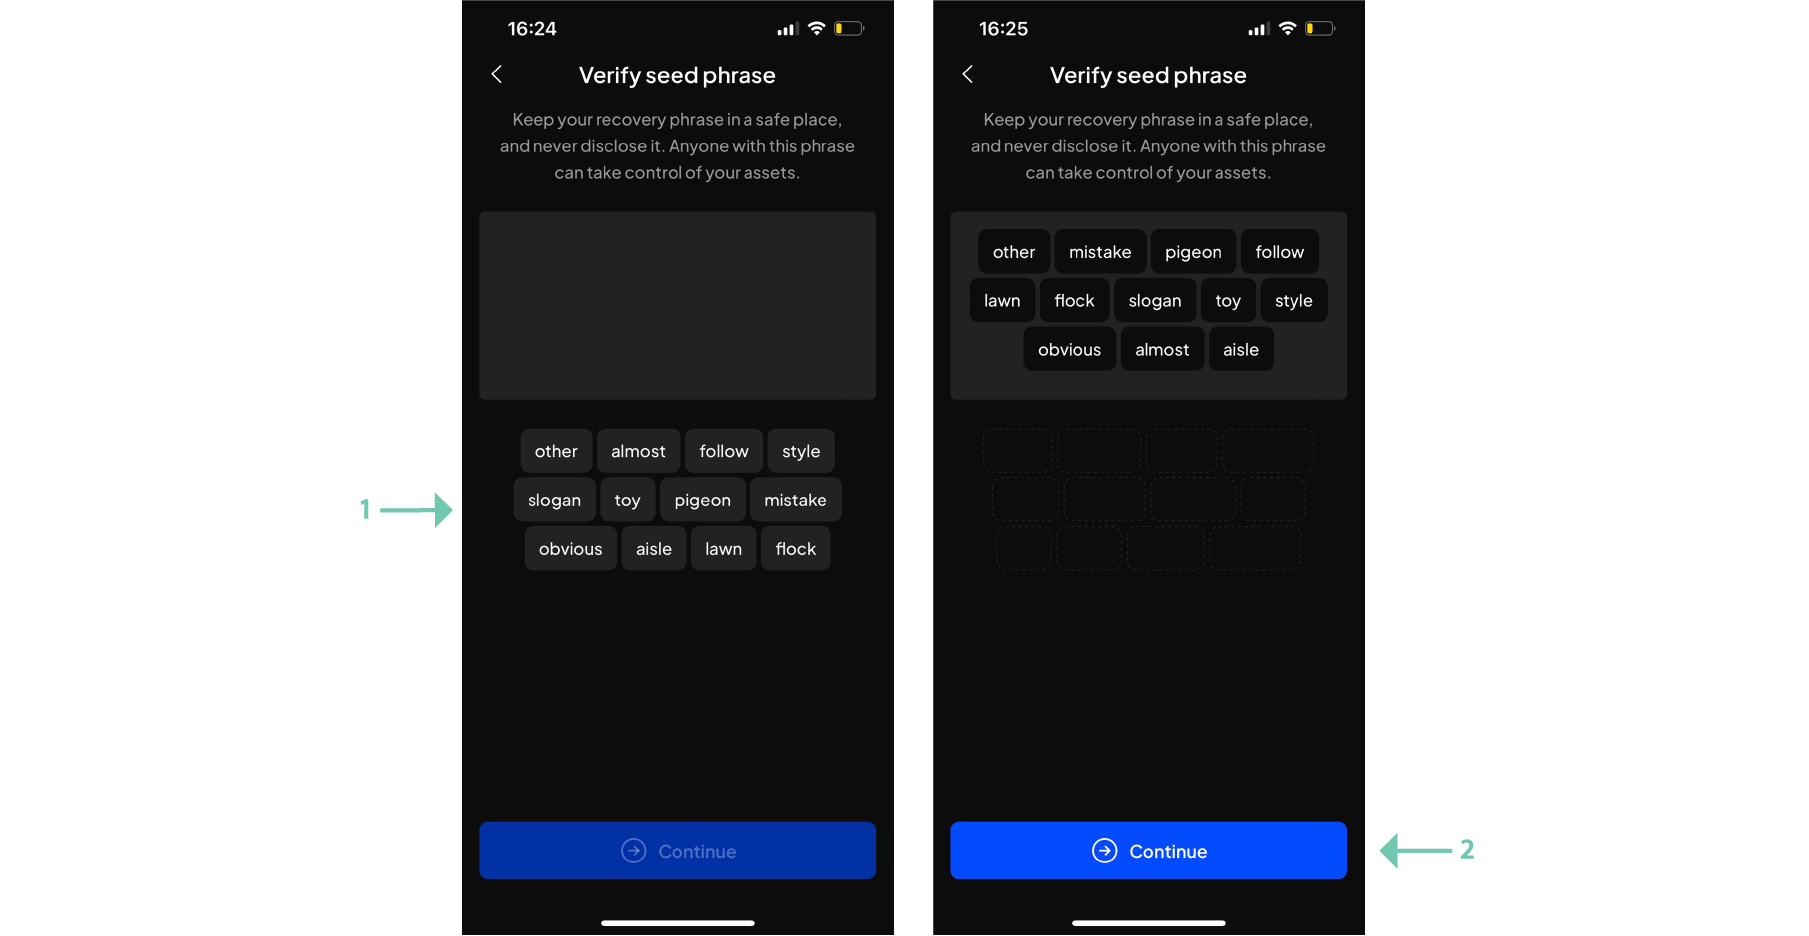 16:24
Verify seed phrase
Keep your recovery phrase in a safe place,
and never disclose it. Anyone with this phrase
can take control of your assets.
other almost follow style
slogan toy pigeon mistake
obvious aisle lawn flock
1
Continue
16:25
Verify seed phrase
Keep your recovery phrase in a safe place,
and never disclose it. Anyone with this phrase
can take control of your assets.
other mistake pigeon follow
lawn flock slogan toy style
obvious almost aisle
Continue
2